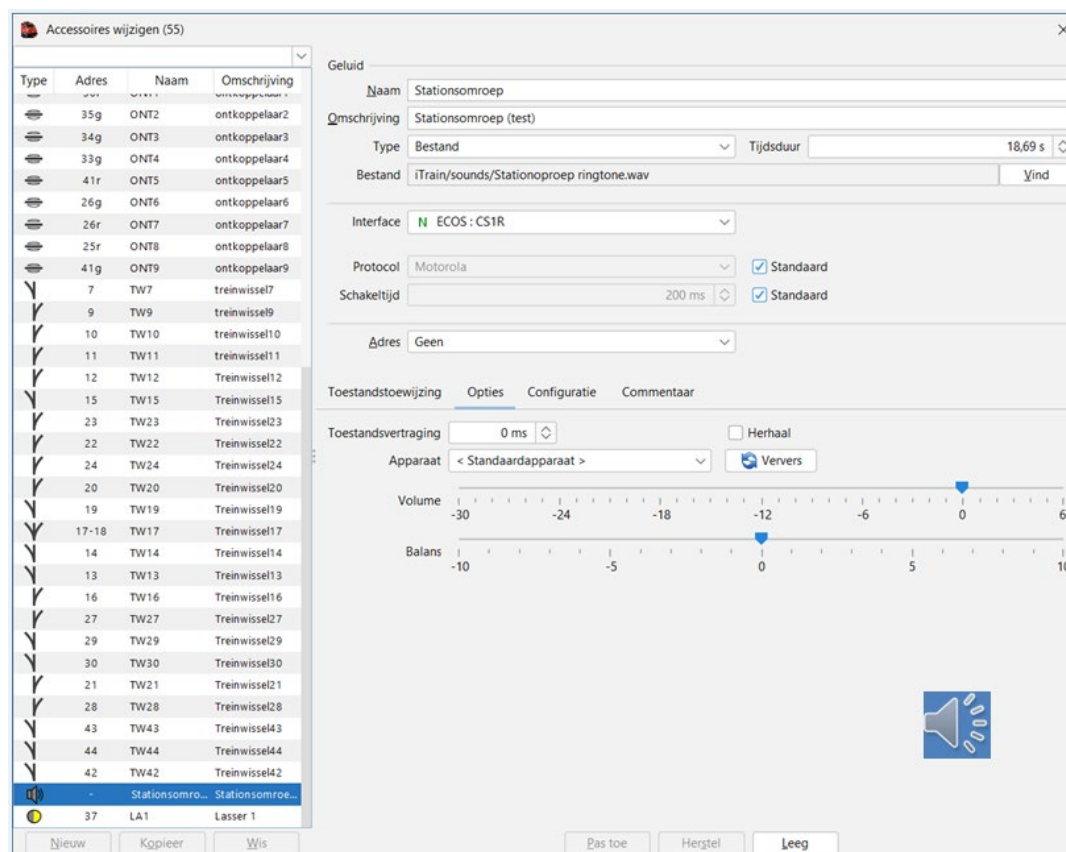 Accessoires wijzigen (55)
Type Adres Naam Omschrijving
35g ONT2 ontkoppelaar2
34g ONT3 ontkoppelaar3
33g ONT4 ontkoppelaar4
41r ONT5 ontkoppelaar5
26g ONT6 ontkoppelaar6
26r ONT7 ontkoppelaar7
25r ONT8 ontkoppelaar8
41g ONT9 ontkoppelaar9
7 TW7 treinwissel7
9 TW9 treinwissel9
10 TW10 treinwissel10
11 TW11 treinwissel11
12 TW12 Treinwissel12
15 TW15 Treinwissel15
23 TW23 Treinwissel23
22 TW22 Treinwissel22
24 TW24 Treinwissel24
20 TW20 Treinwissel20
19 TW19 Treinwissel19
17-18 TW17 Treinwissel17
14 TW14 Treinwissel14
13 TW13 Treinwissel13
16 TW16 Treinwissel16
27 TW27 Treinwissel27
29 TW29 Treinwissel29
30 TW30 Treinwissel30
21 TW21 Treinwissel21
28 TW28 Treinwissel28
43 TW43 Treinwissel43
44 TW44 Treinwissel44
42 TW42 Treinwissel42
- Stationsomro... Stationsomroe...
37 LA1 Lasser 1
Nieuw Kopieer Wis
Geluid
Naam Stationsomroep
Omschrijving Stationsomroep (test)
Type Bestand Tijdsduur 18,69 s
Bestand iTrain/sounds/Stationoproep ringtone.wav Vind
Interface N ECOS : CS1R
Protocol Motorola Standaard
Schakeltijd 200 ms Standaard
Adres Geen
Toestandstoewijzing Opties Configuratie Commentaar
Toestandsvertraging 0 ms Herhaal
Apparaat < Standaardapparaat > Ververs
Volume
-30 -24 -18 -12 -6 0 6
Balans
-10 -5 0 5 10
Pas toe Herstel Leeg